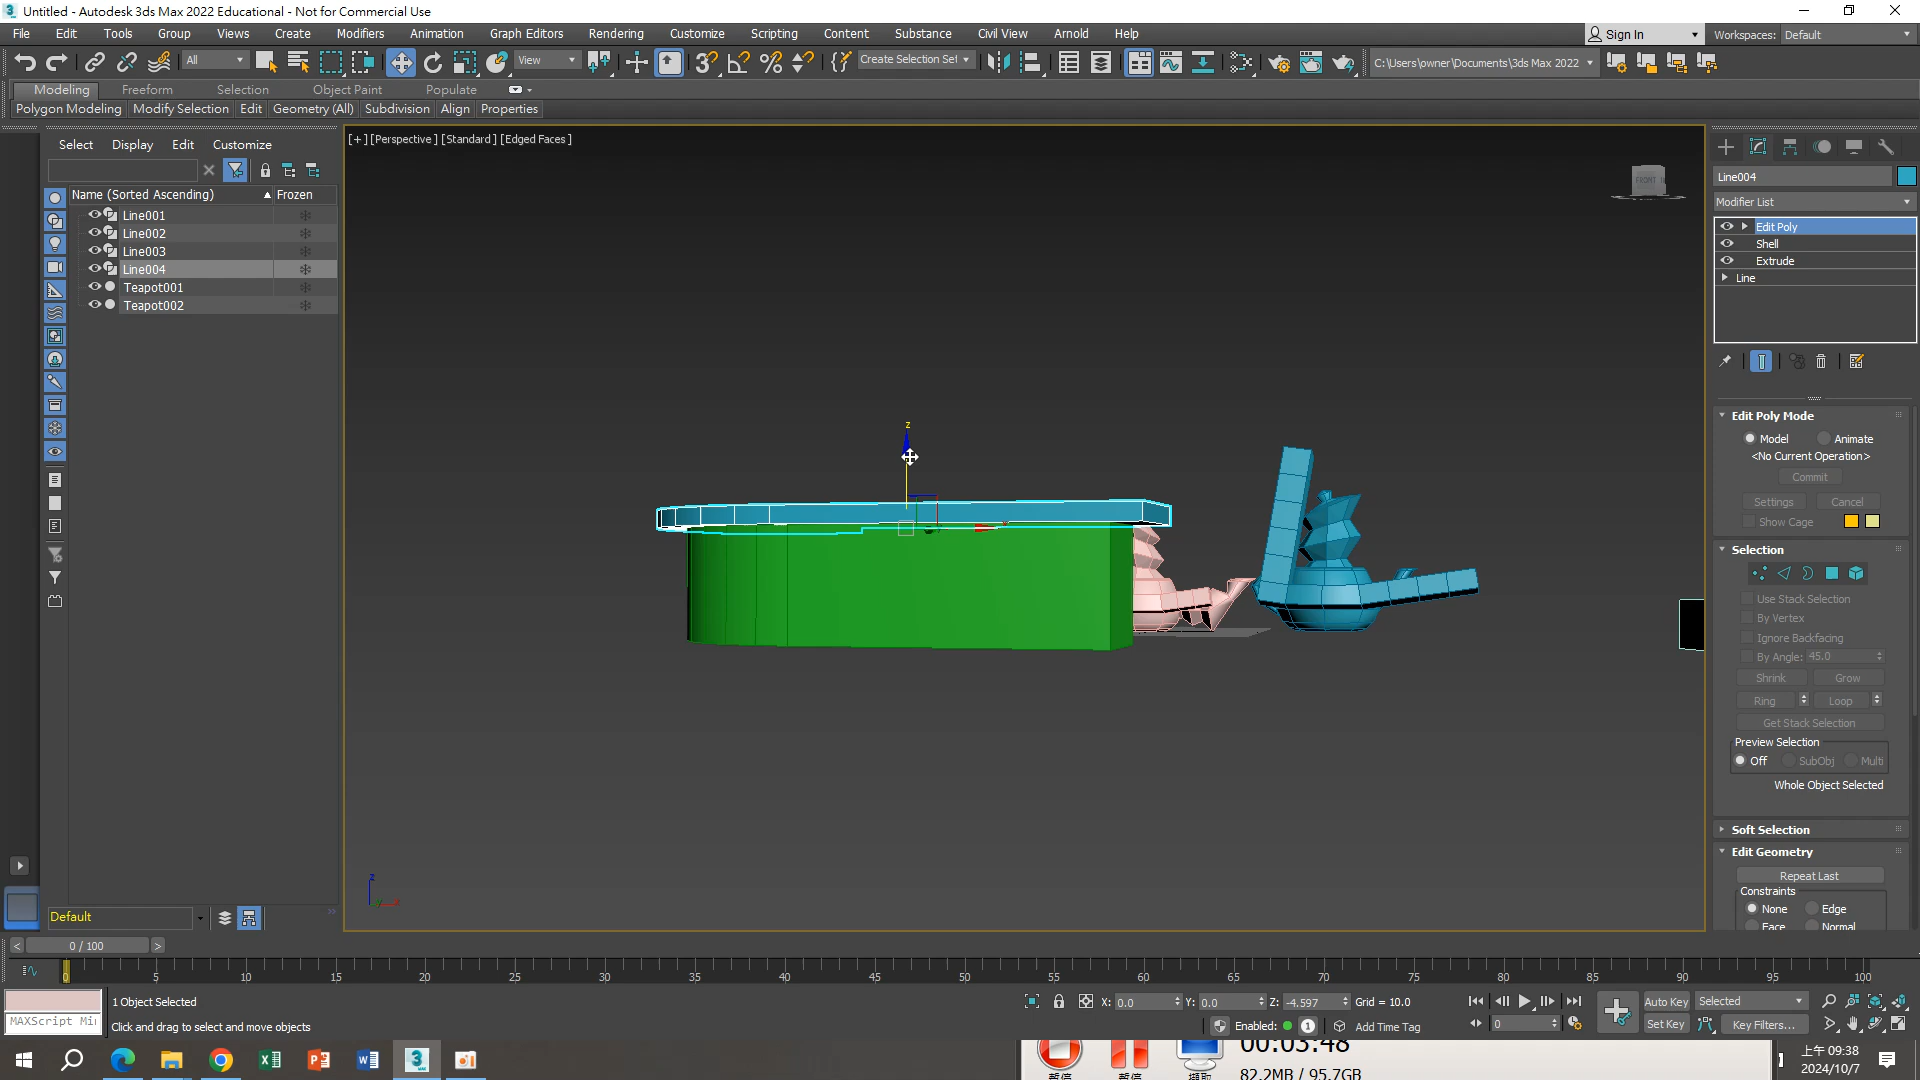 Untitled - Autodesk 3ds Max 2022 Educational - Not for Commercial Use
File Edit Tools Group Views Create Modifiers Animation Graph Editors Rendering Customize Scripting Content Substance Civil View Arnold Help
Sign In
Workspaces: Default
All
View
Create Selection Set
C:\Users\owner\Documents\3ds Max 2022
Modeling Freeform Selection Object Paint Populate
Polygon Modeling Modify Selection Edit Geometry (All) Subdivision Align Properties
Select Display Edit Customize
Name (Sorted Ascending) Frozen
Line001
Line002
Line003
Line004
Teapot001
Teapot002
Default
[+] [Perspective] [Standard] [Edged Faces]
FRONT
z
z
Line004
Modifier List
Edit Poly
Shell
Extrude
Line
Edit Poly Mode
Model Animate
<No Current Operation>
Commit
Settings Cancel
Show Cage
Selection
Use Stack Selection
By Vertex
Ignore Backfacing
By Angle: 45.0
Shrink Grow
Ring Loop
Get Stack Selection
Preview Selection
Off SubObj Multi
Whole Object Selected
Soft Selection
Edit Geometry
Repeat Last
Constraints
None Edge
Face Normal
< 0 / 100 >
0 5 10 15 20 25 30 35 40 45 50 55 60 65 70 75 80 85 90 95 100
1 Object Selected
X: 0.0 Y: 0.0 Z: -4.597 Grid = 10.0
Auto Key Selected
MAXScript Mi
Click and drag to select and move objects
Enabled: 1 Add Time Tag
0
Set Key Key Filters...
00:03:48
82.2MB / 95.7GB
暫停
上午 09:38
2024/10/7